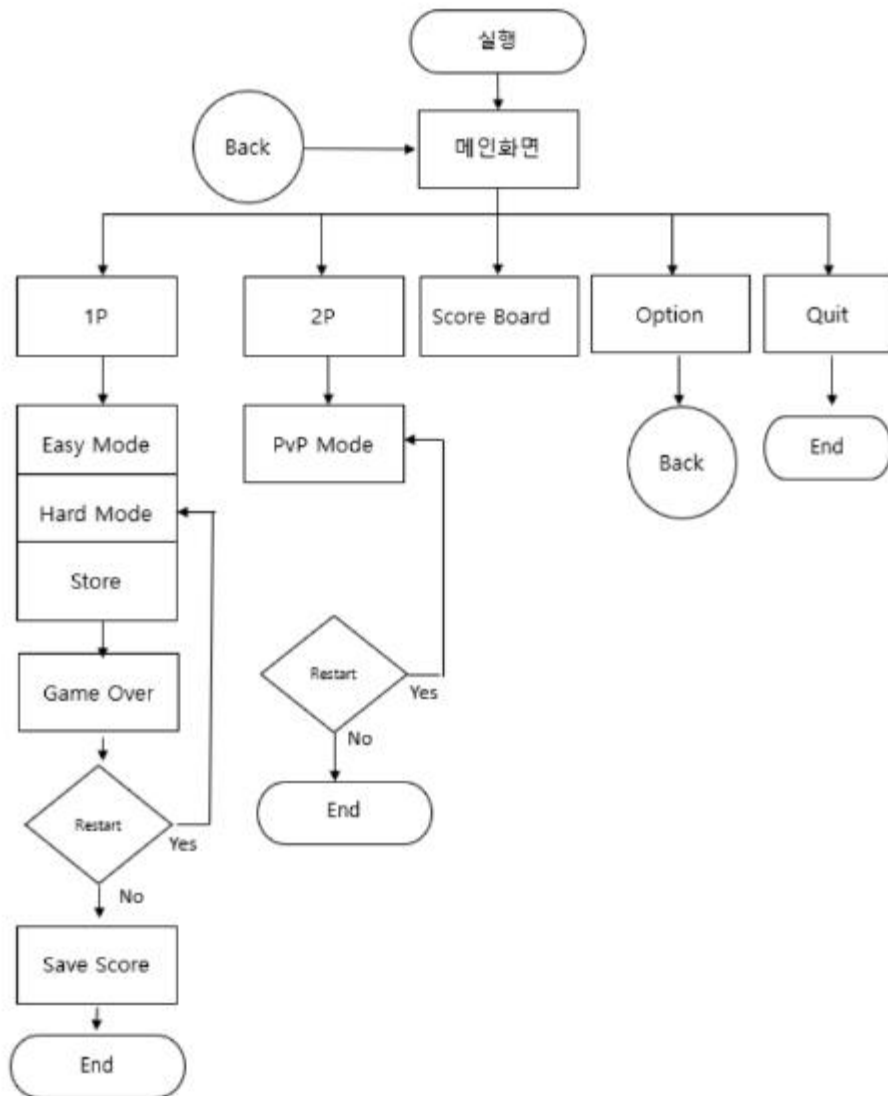 실행
Back
메인화면
1P
2P
Score Board
Option
Quit
Easy Mode
PvP Mode
Back
End
Hard Mode
Store
Game Over
Restart
Yes
No
End
Restart
Yes
No
Save Score
End